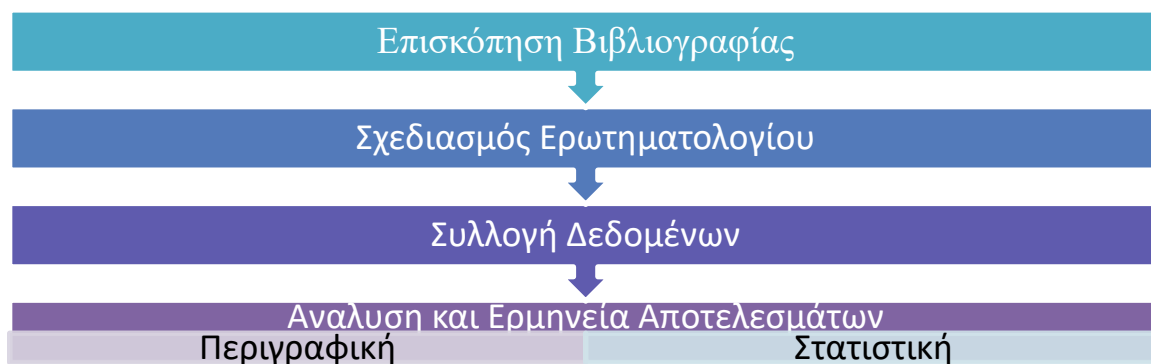 Επισκόπηση Βιβλιογραφίας
Σχεδιασμός Ερωτηματολογίου
Συλλογή Δεδομένων
Αναλυση και Ερμηνεία Αποτελεσμάτων
Περιγραφική Στατιστική